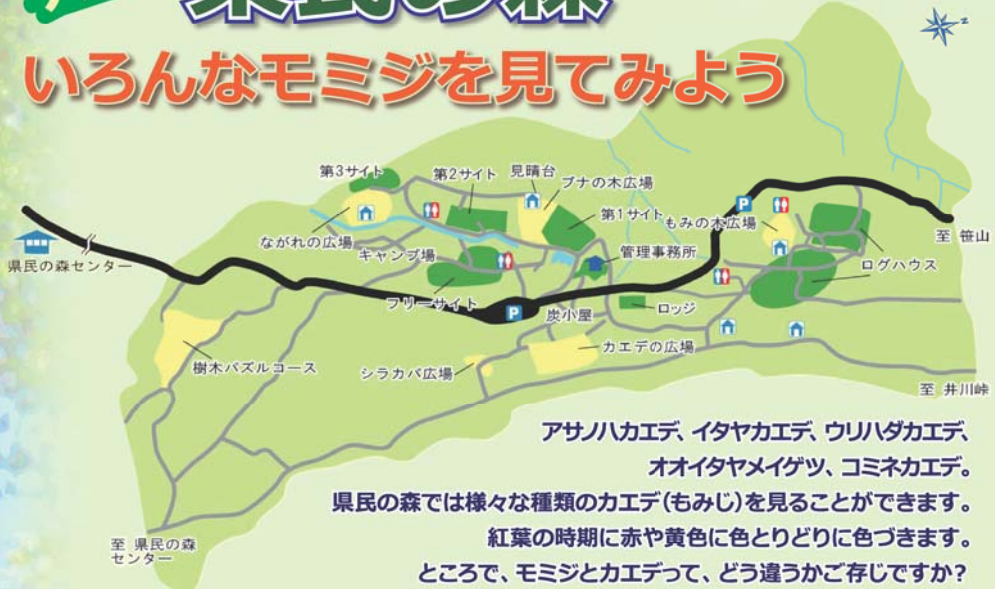 県民の森
いろんなモミジを見てみよう
z
第3サイト
第2サイト
見晴台
ブナの木広場
第1サイト
もみの木広場
P
至 笹山
ながれの広場
キャンプ場
管理事務所
県民の森センター
ログハウス
フリーサイト
P
炭小屋
ロッジ
樹木パズルコース
シラカバ広場
カエデの広場
至 井川峠
アサノハカエデ、イタヤカエデ、ウリハダカエデ、
オオイタヤメイゲツ、コミネカエデ。
県民の森では様々な種類のカエデ(もみじ)を見ることができます。
紅葉の時期に赤や黄色に色とりどりに色づきます。
ところで、モミジとカエデって、どう違うかご存じですか?
至 県民の森
センター